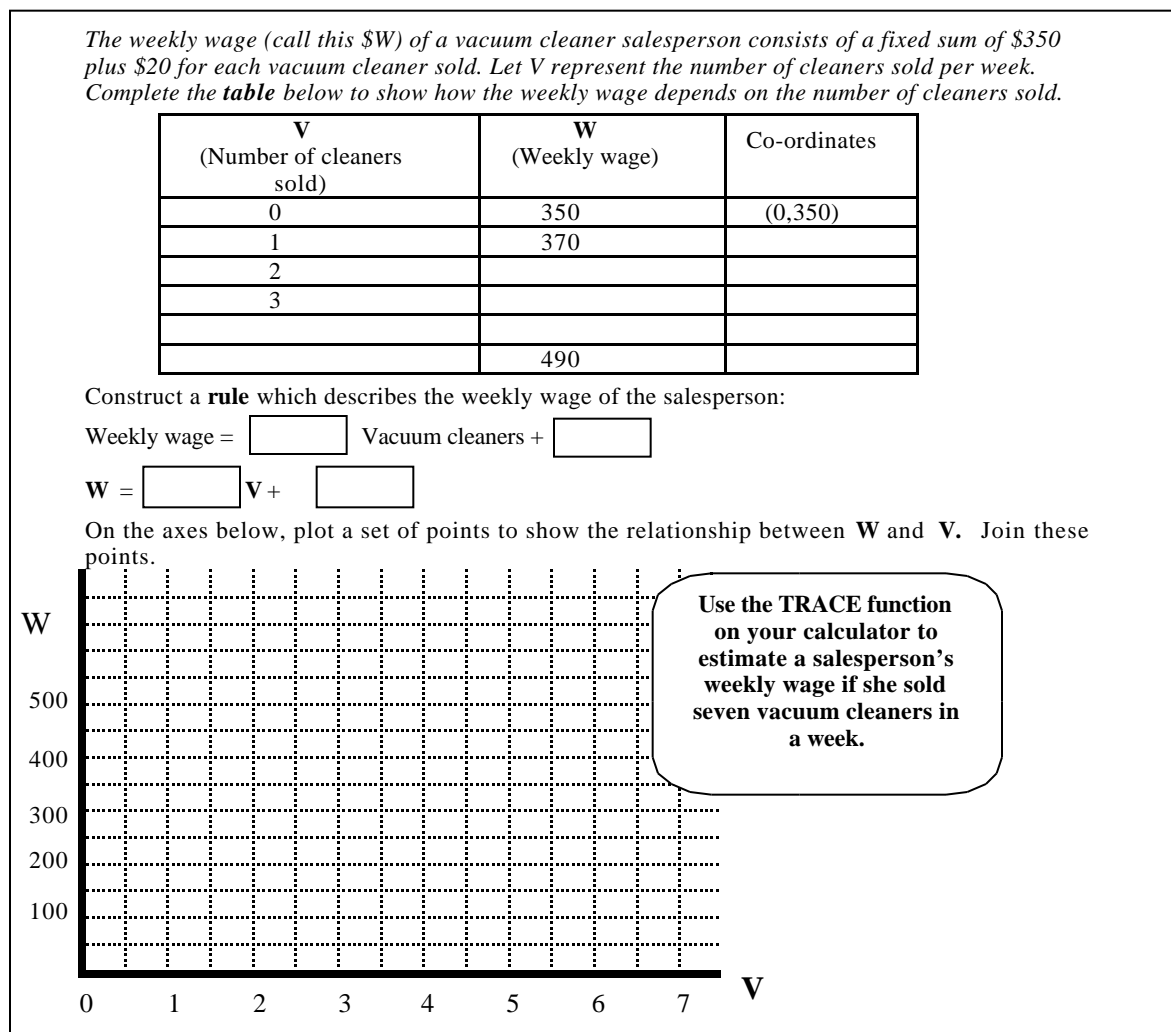 The weekly wage (call this $W) of a vacuum cleaner salesperson consists of a fixed sum of $350
plus $20 for each vacuum cleaner sold. Let V represent the number of cleaners sold per week.
Complete the table below to show how the weekly wage depends on the number of cleaners sold.
V
(Number of cleaners
sold)
W
(Weekly wage)
Co-ordinates
0 350 (0,350)
1 370
2
3
490
Construct a rule which describes the weekly wage of the salesperson:
Weekly wage = Vacuum cleaners +
W = V +
On the axes below, plot a set of points to show the relationship between W and V. Join these
points.
W
Use the TRACE function
on your calculator to
estimate a salesperson's
weekly wage if she sold
seven vacuum cleaners in
a week.
500
400
300
200
100
0 1 2 3 4 5 6 7
V